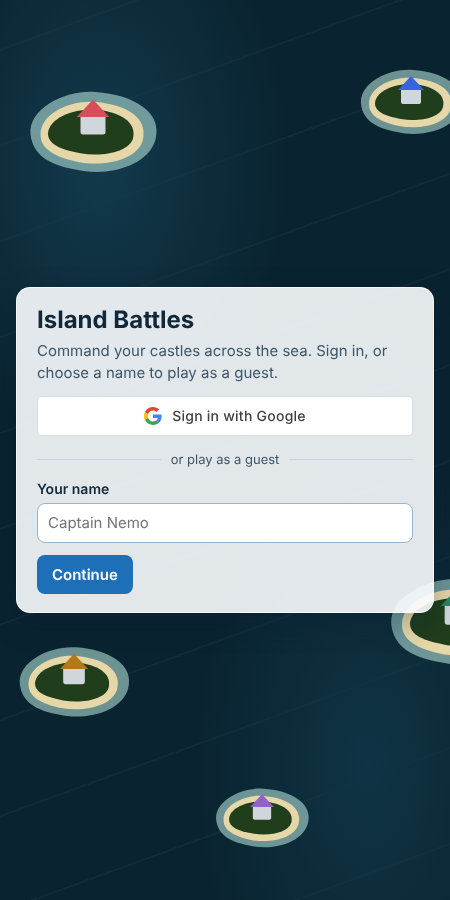 Island Battles
Command your castles across the sea. Sign in, or
choose a name to play as a guest.
Sign in with Google
or play as a guest
Your name
Captain Nemo
Continue